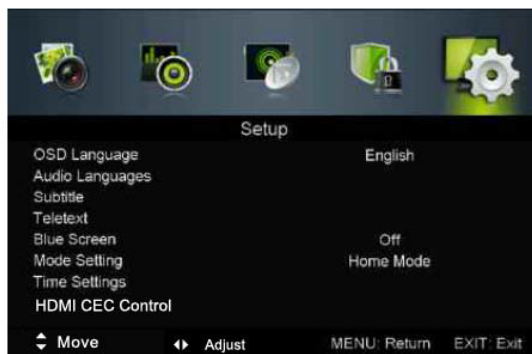 Setup
OSD Language English
Audio Languages
Subtitle
Teletext
Blue Screen Off
Mode Setting Home Mode
Time Settings
HDMI CEC Control
Move Adjust MENU: Return EXIT: Exit